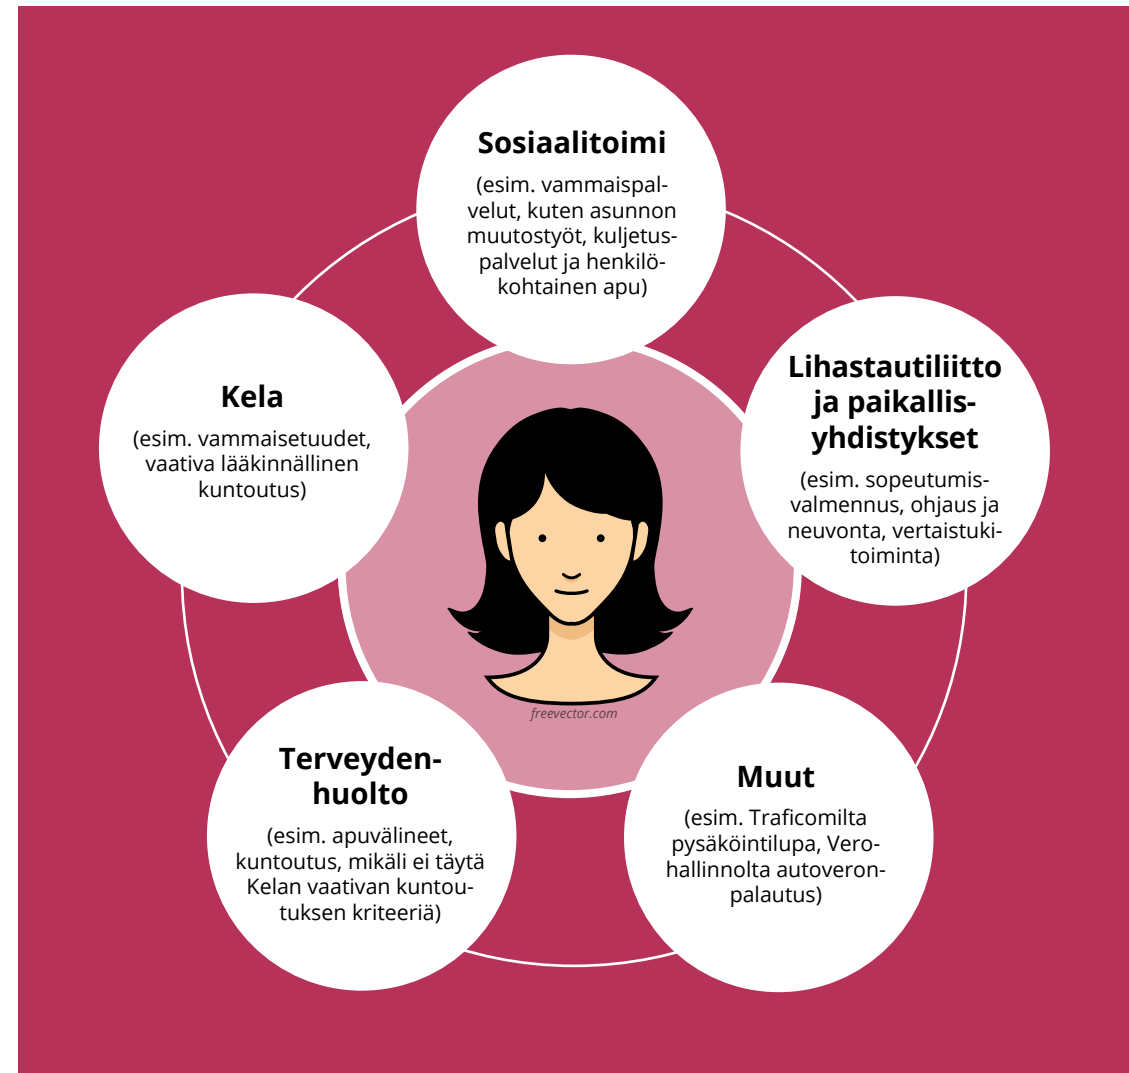 Sosiaalitoimi
(esim. vammaispal-
velut, kuten asunnon
muutostyöt, kuljetus-
palvelut ja henkilö-
kohtainen apu)
Lihastautiliitto
ja paikallis-
yhdistykset
(esim. sopeutumis-
valmennus, ohjaus ja
neuvonta, vertaistuki-
toiminta)
Kela
(esim. vammaisetuudet,
vaativa lääkinnällinen
kuntoutus)
freevector.com
Terveyden-
huolto
(esim. apuvälineet,
kuntoutus, mikäli ei täytä
Kelan vaativan kuntou-
tuksen kriteeriä)
Muut
(esim. Traficomilta
pysäköintilupa, Vero-
hallinnolta autoveron-
palautus)